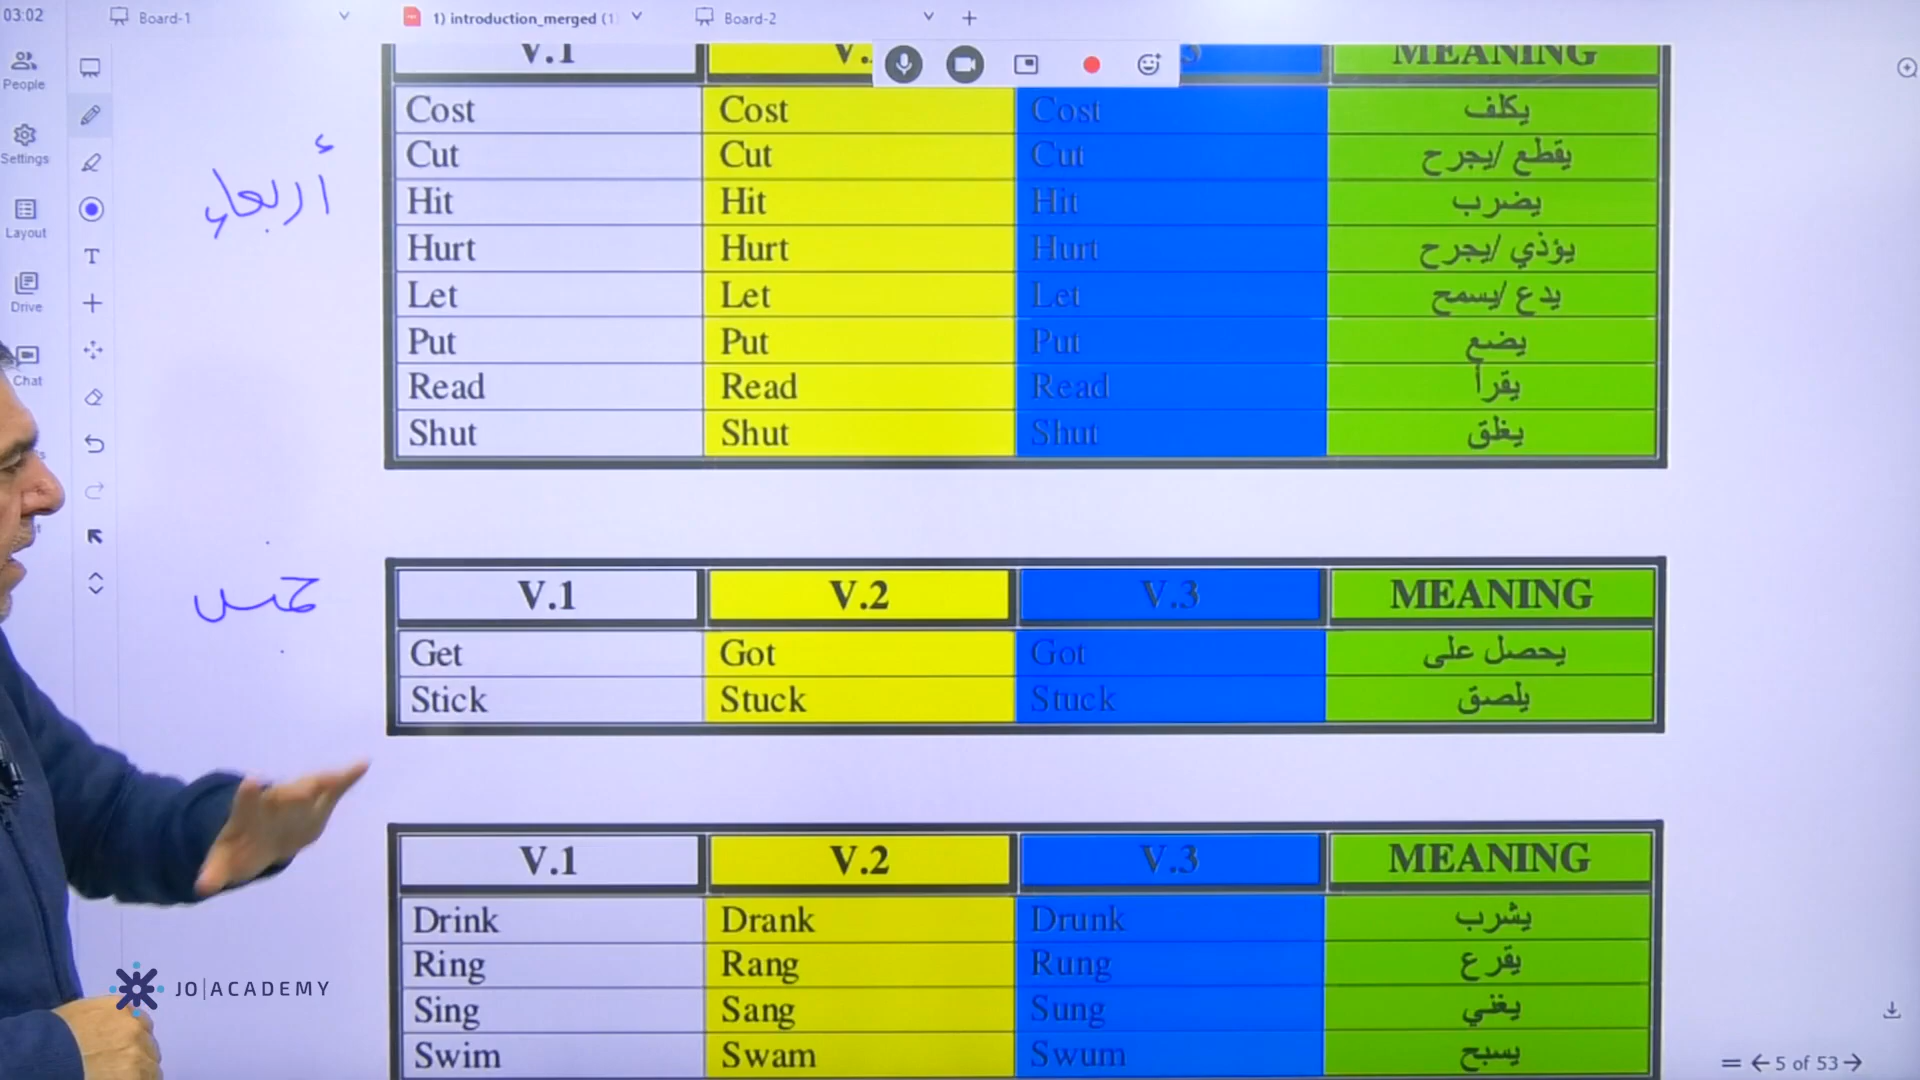 03:02
Board-1
1) introduction_merged (1
Board-2
People
Settings
Layout
Drive
Chat
V.1 MEANING
Cost Cost Cost يكلف
Cut Cut Cut يقطع /يجرح
Hit Hit Hit يضرب
Hurt Hurt Hurt يؤذي /يجرح
Let Let Let يدع /يسمح
Put Put Put يضع
Read Read Read يقرأ
Shut Shut Shut يغلق
أربعاء
خميس
V.1 V.2 V.3 MEANING
Get Got Got يحصل على
Stick Stuck Stuck يلصق
V.1 V.2 V.3 MEANING
Drink Drank Drunk يشرب
Ring Rang Rung يقرع
Sing Sang Sung يغني
Swim Swam Swum يسبح
JO|ACADEMY
5 of 53